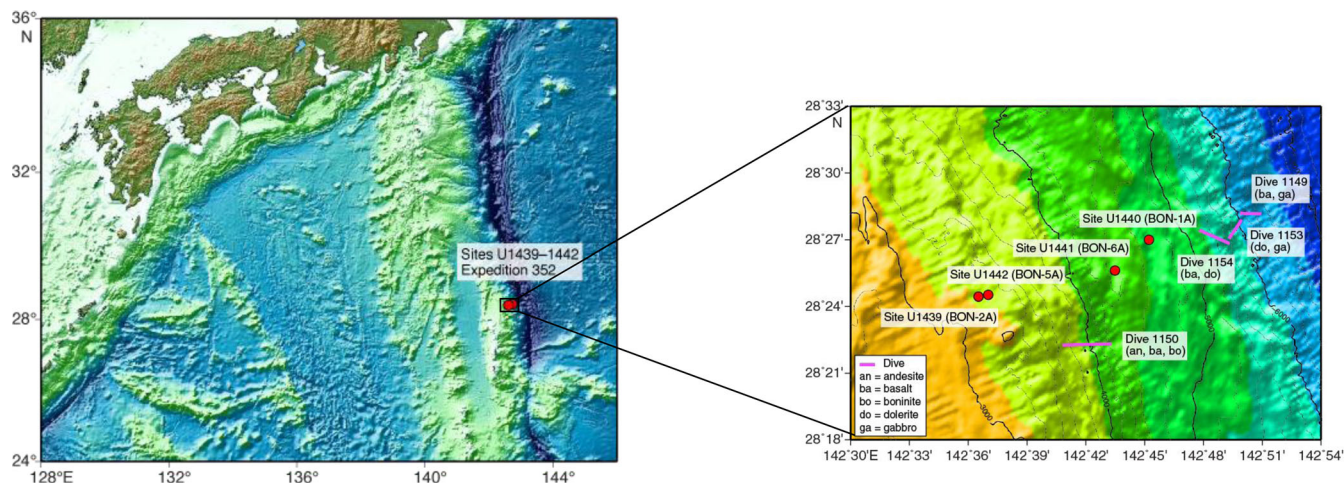 36°
N
32°
28°
24°
128°E
132°
136°
140°
144°
Sites U1439–1442
Expedition 352
28˚33'
N
28˚30'
28˚27'
28˚24'
28˚21'
28˚18'
142˚30'E
142˚33'
142˚36'
142˚39'
142˚42'
142˚45'
142˚48'
142˚51'
142˚54'
Dive 1149
(ba, ga)
Site U1440 (BON-1A)
Dive 1153
(do, ga)
Site U1441 (BON-6A)
Dive 1154
(ba, do)
Site U1442 (BON-5A)
Site U1439 (BON-2A)
Dive 1150
(an, ba, bo)
3000
4000
5000
6000
Dive
an = andesite
ba = basalt
bo = boninite
do = dolerite
ga = gabbro